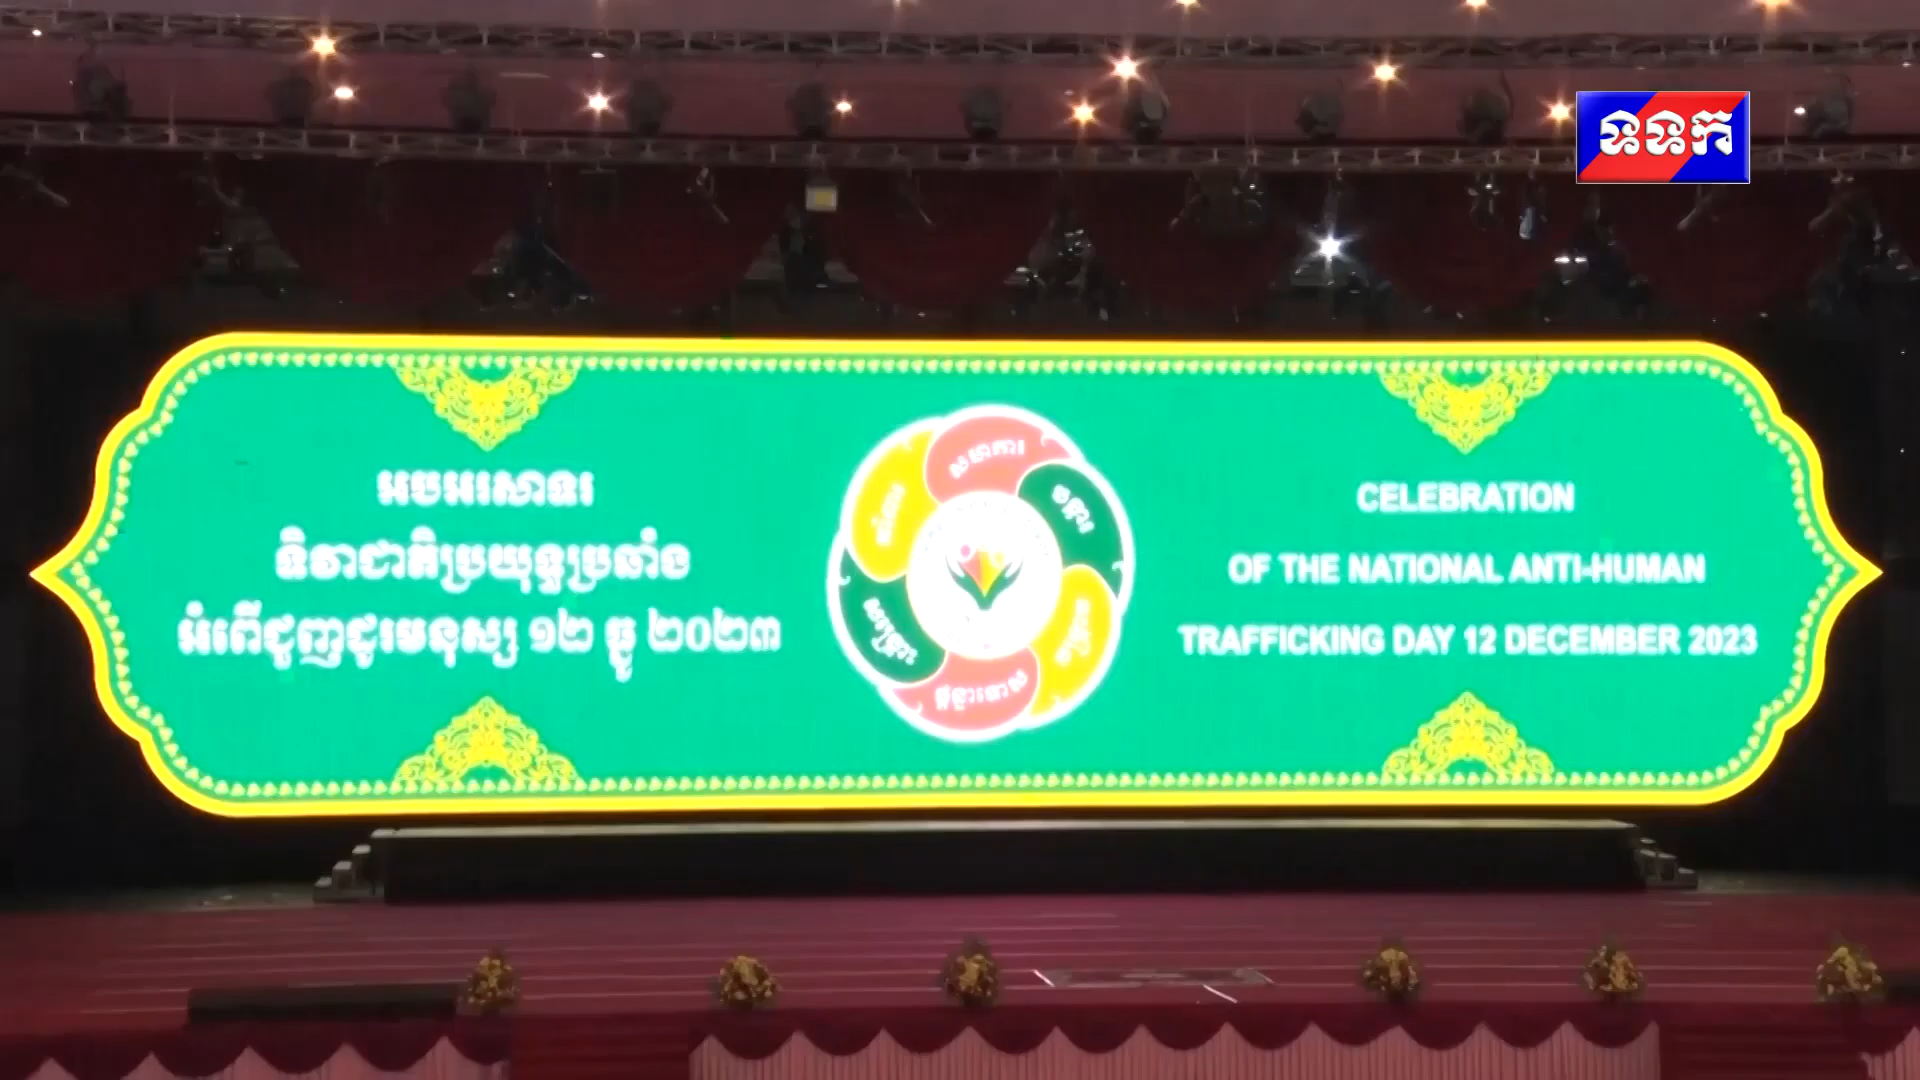 ទទក
អបអរសាទរ
ទិវាជាតិប្រយុទ្ធប្រឆាំង
អំពើជួញដូរមនុស្ស ១២ ធ្នូ ២០២៣
CELEBRATION
OF THE NATIONAL ANTI-HUMAN
TRAFFICKING DAY 12 DECEMBER 2023